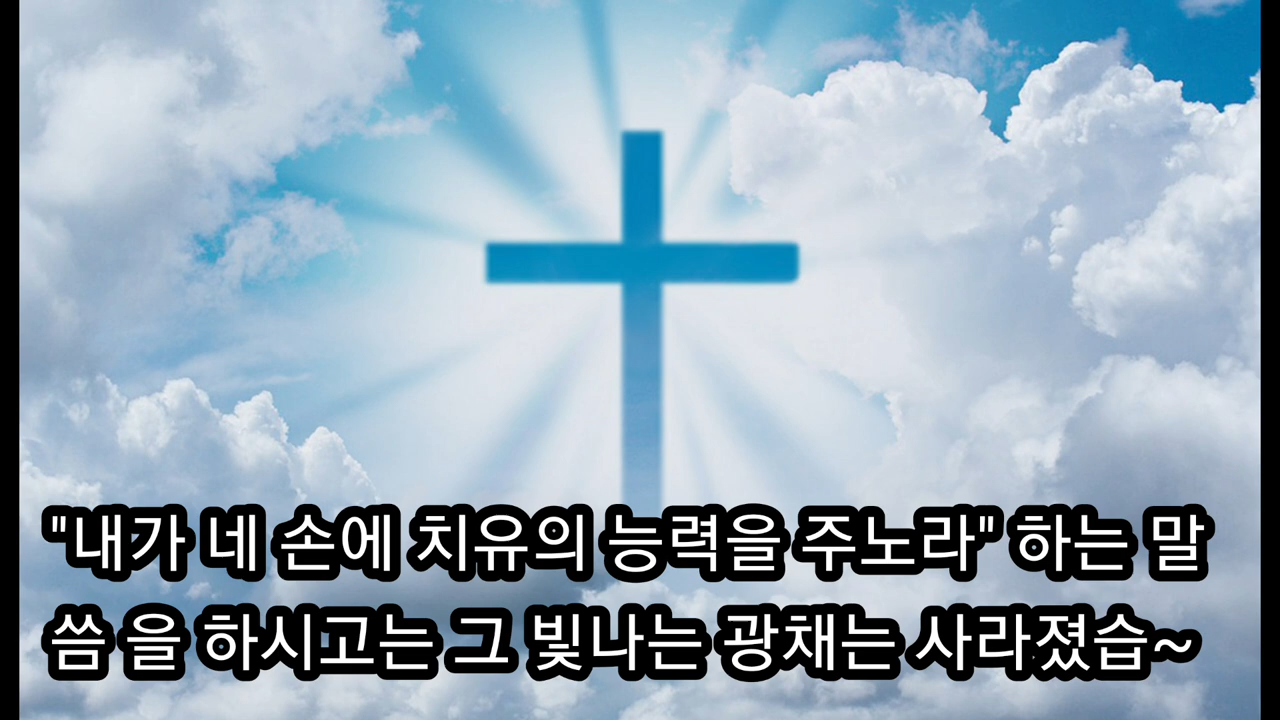 "내가 네 손에 치유의 능력을 주노라" 하는 말
씀 을 하시고는 그 빛나는 광채는 사라졌습~